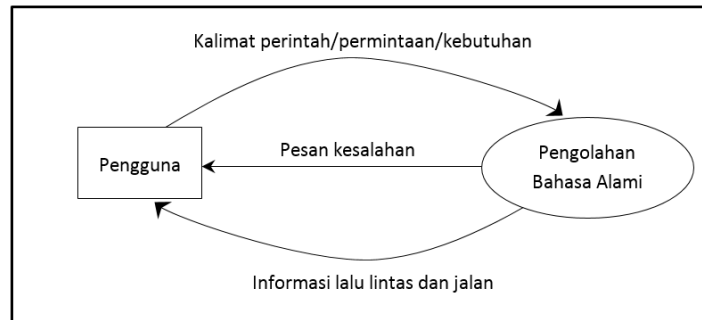 Kalimat perintah/permintaan/kebutuhan
Pengguna
Pesan kesalahan
Pengolahan
Bahasa Alami
Informasi lalu lintas dan jalan